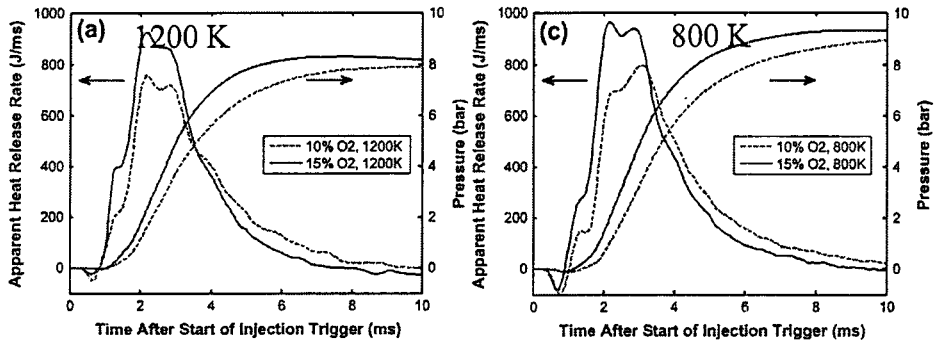 (a)
1200 K
Apparent Heat Release Rate (J/ms)
1000
800
600
400
200
0
10
8
6
4
2
0
Pressure (bar)
10% O2, 1200K
15% O2, 1200K
0 2 4 6 8 10
Time After Start of Injection Trigger (ms)
(c)
800 K
Apparent Heat Release Rate (J/ms)
1000
800
600
400
200
0
10
8
6
4
2
0
Pressure (bar)
10% O2, 800K
15% O2, 800K
0 2 4 6 8 10
Time After Start of Injection Trigger (ms)